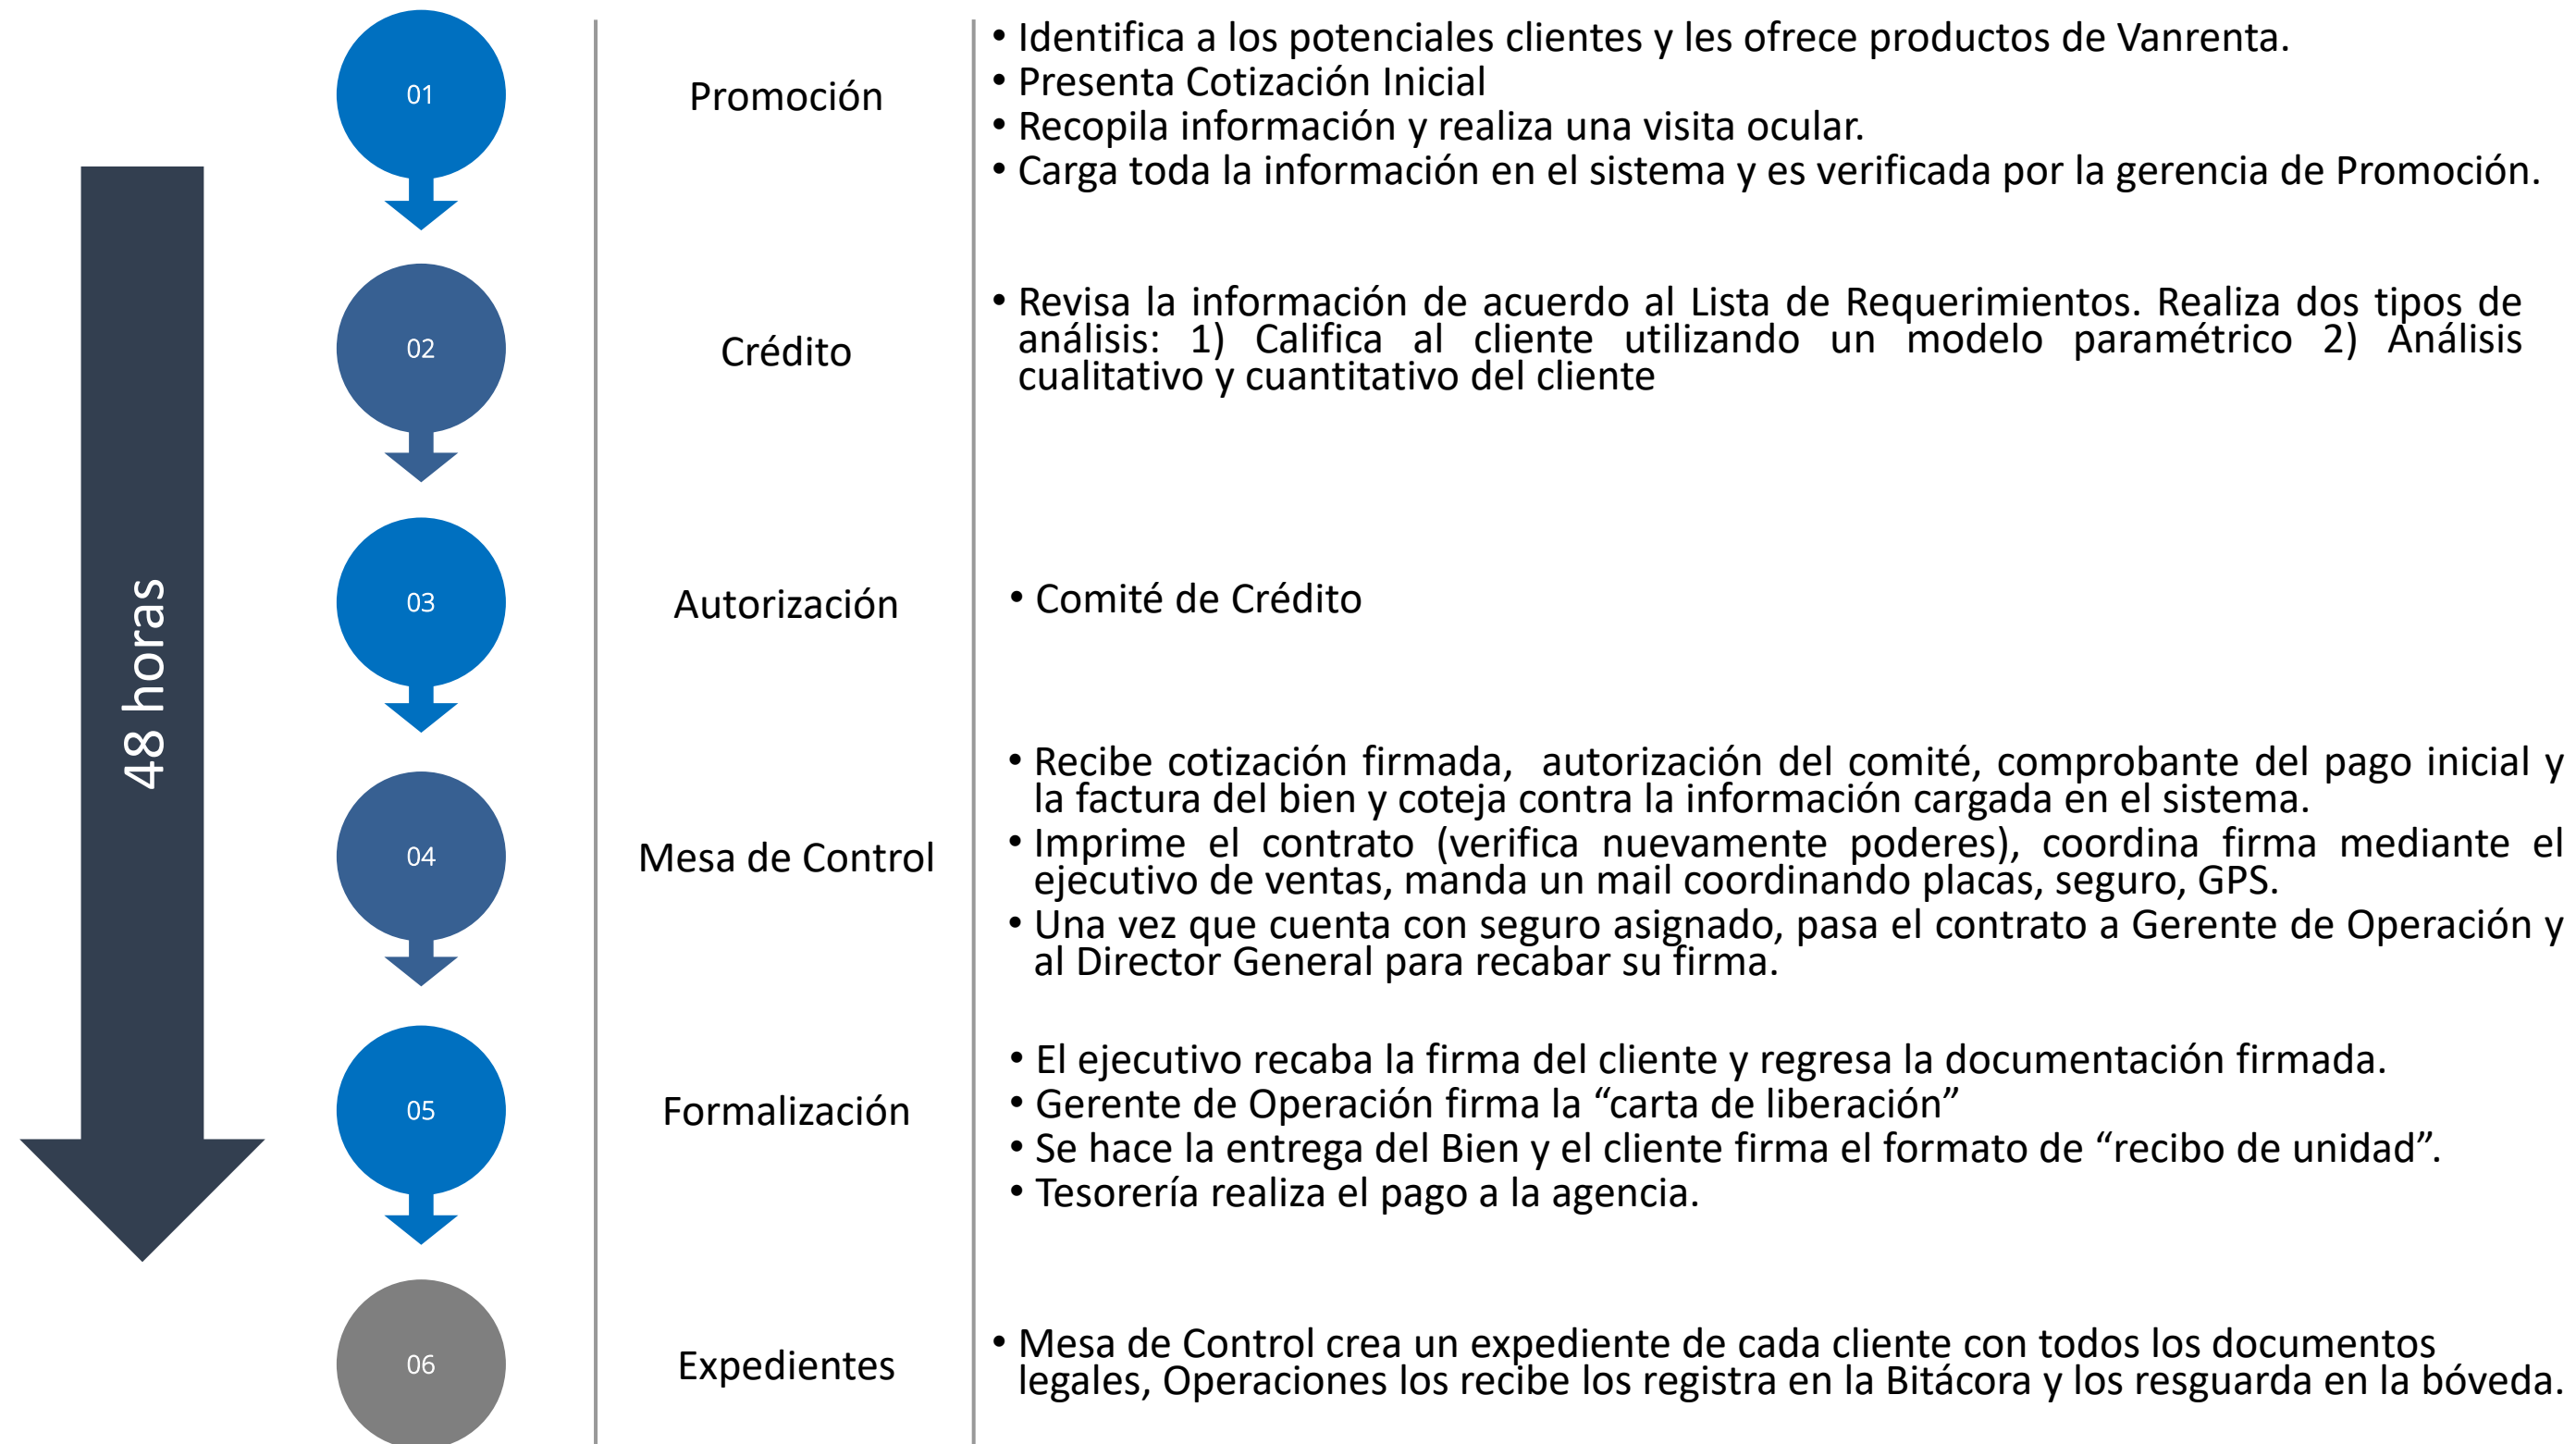 48 horas
01
Promoción
• Identifica a los potenciales clientes y les ofrece productos de Vanrenta.
• Presenta Cotización Inicial
• Recopila información y realiza una visita ocular.
• Carga toda la información en el sistema y es verificada por la gerencia de Promoción.
02
Crédito
• Revisa la información de acuerdo al Lista de Requerimientos. Realiza dos tipos de
análisis: 1) Califica al cliente utilizando un modelo paramétrico 2) Análisis
cualitativo y cuantitativo del cliente
03
Autorización
• Comité de Crédito
04
Mesa de Control
• Recibe cotización firmada, autorización del comité, comprobante del pago inicial y
la factura del bien y coteja contra la información cargada en el sistema.
• Imprime el contrato (verifica nuevamente poderes), coordina firma mediante el
ejecutivo de ventas, manda un mail coordinando placas, seguro, GPS.
• Una vez que cuenta con seguro asignado, pasa el contrato a Gerente de Operación y
al Director General para recabar su firma.
05
Formalización
• El ejecutivo recaba la firma del cliente y regresa la documentación firmada.
• Gerente de Operación firma la “carta de liberación”
• Se hace la entrega del Bien y el cliente firma el formato de “recibo de unidad”.
• Tesorería realiza el pago a la agencia.
06
Expedientes
• Mesa de Control crea un expediente de cada cliente con todos los documentos
legales, Operaciones los recibe los registra en la Bitácora y los resguarda en la bóveda.